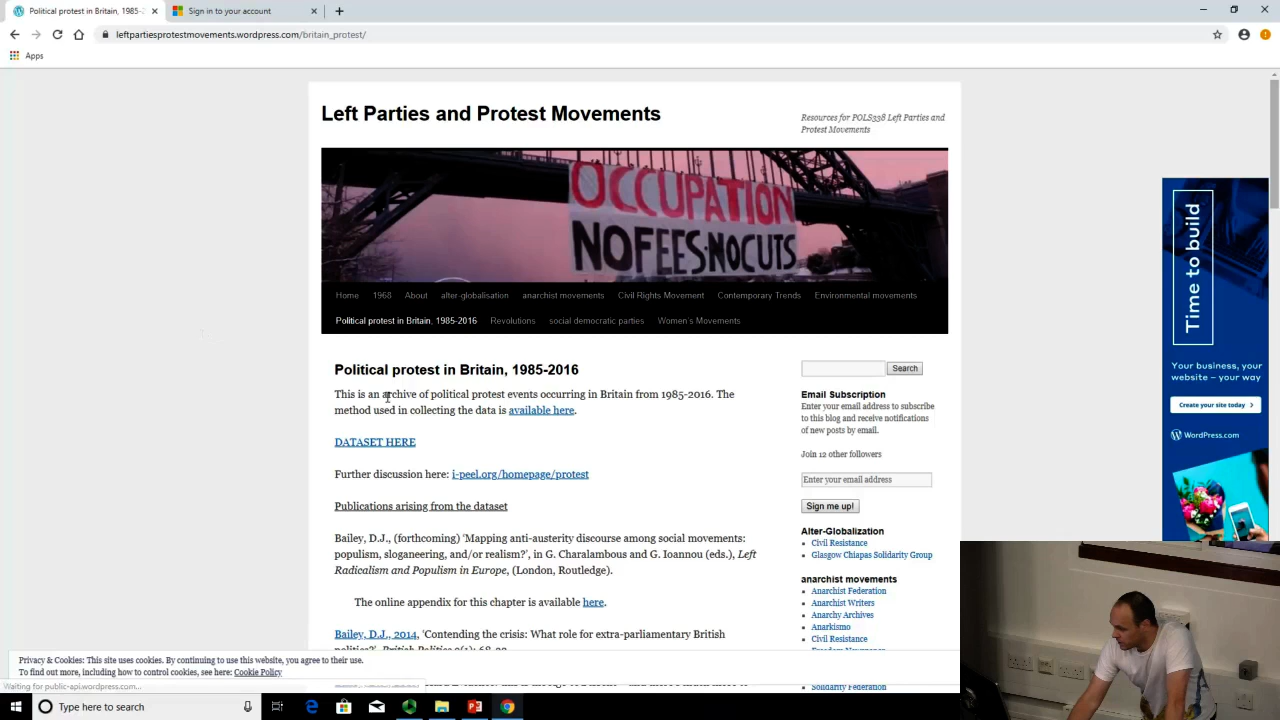 Political protest in Britain, 1985-2
Sign in to your account
leftpartiesprotestmovements.wordpress.com/britain_protest/
Apps
Left Parties and Protest Movements
Resources for POLS338 Left Parties and
Protest Movements
OCCUPATION
NO FEES·NO CUTS
Home 1968 About alter-globalisation anarchist movements Civil Rights Movement Contemporary Trends Environmental movements
Political protest in Britain, 1985-2016 Revolutions social democratic parties Women's Movements
Political protest in Britain, 1985-2016
This is an archive of political protest events occurring in Britain from 1985-2016. The
method used in collecting the data is available here.
DATASET HERE
Further discussion here: i-peel.org/homepage/protest
Publications arising from the dataset
Bailey, D.J., (forthcoming) 'Mapping anti-austerity discourse among social movements:
populism, sloganeering, and/or realism?', in G. Charalambous and G. Ioannou (eds.), Left
Radicalism and Populism in Europe, (London, Routledge).
The online appendix for this chapter is available here.
Bailey, D.J., 2014, 'Contending the crisis: What role for extra-parliamentary British
Search
Email Subscription
Enter your email address to subscribe
to this blog and receive notifications
of new posts by email.
Join 12 other followers
Enter your email address
Sign me up!
Alter-Globalization
Civil Resistance
Glasgow Chiapas Solidarity Group
anarchist movements
Anarchist Federation
Anarchist Writers
Anarchy Archives
Anarkismo
Civil Resistance
Solidarity Federation
Time to build
Your business, your
website – your way
Create your site today
WordPress.com
Privacy & Cookies: This site uses cookies. By continuing to use this website, you agree to their use.
To find out more, including how to control cookies, see here: Cookie Policy
Waiting for public-api.wordpress.com...
Type here to search